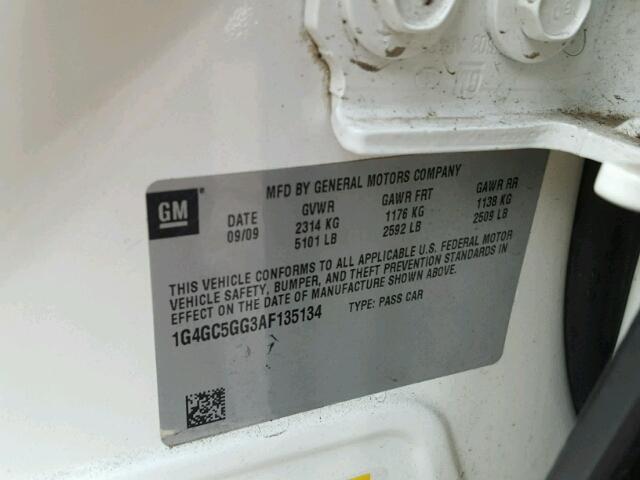 GM
MFD BY GENERAL MOTORS COMPANY
DATE GVWR GAWR FRT GAWR RR
09/09 2314 KG 1176 KG 1138 KG
5101 LB 2592 LB 2509 LB
THIS VEHICLE CONFORMS TO ALL APPLICABLE U.S. FEDERAL MOTOR
VEHICLE SAFETY, BUMPER, AND THEFT PREVENTION STANDARDS IN
EFFECT ON THE DATE OF MANUFACTURE SHOWN ABOVE.
1G4GC5GG3AF135134 TYPE: PASS CAR